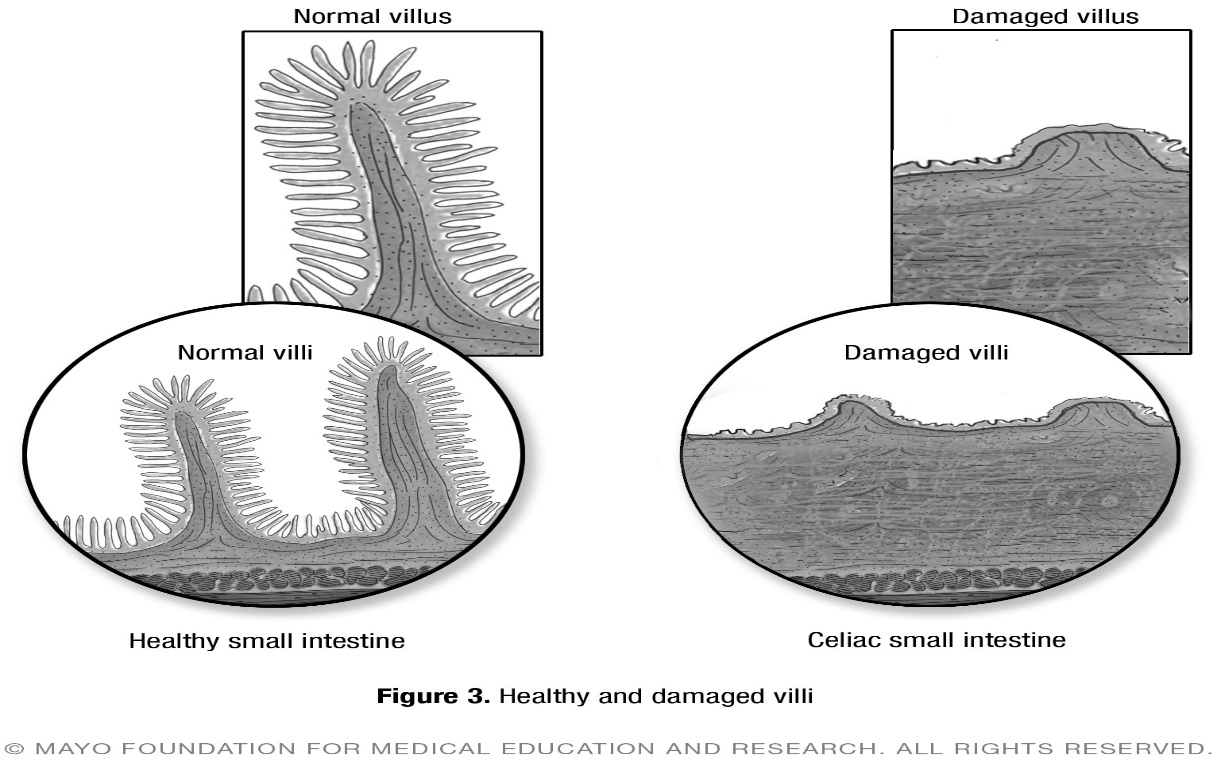 Normal villus
Damaged villus
Normal villi
Damaged villi
Healthy small intestine
Celiac small intestine
Figure 3. Healthy and damaged villi
© MAYO FOUNDATION FOR MEDICAL EDUCATION AND RESEARCH. ALL RIGHTS RESERVED.